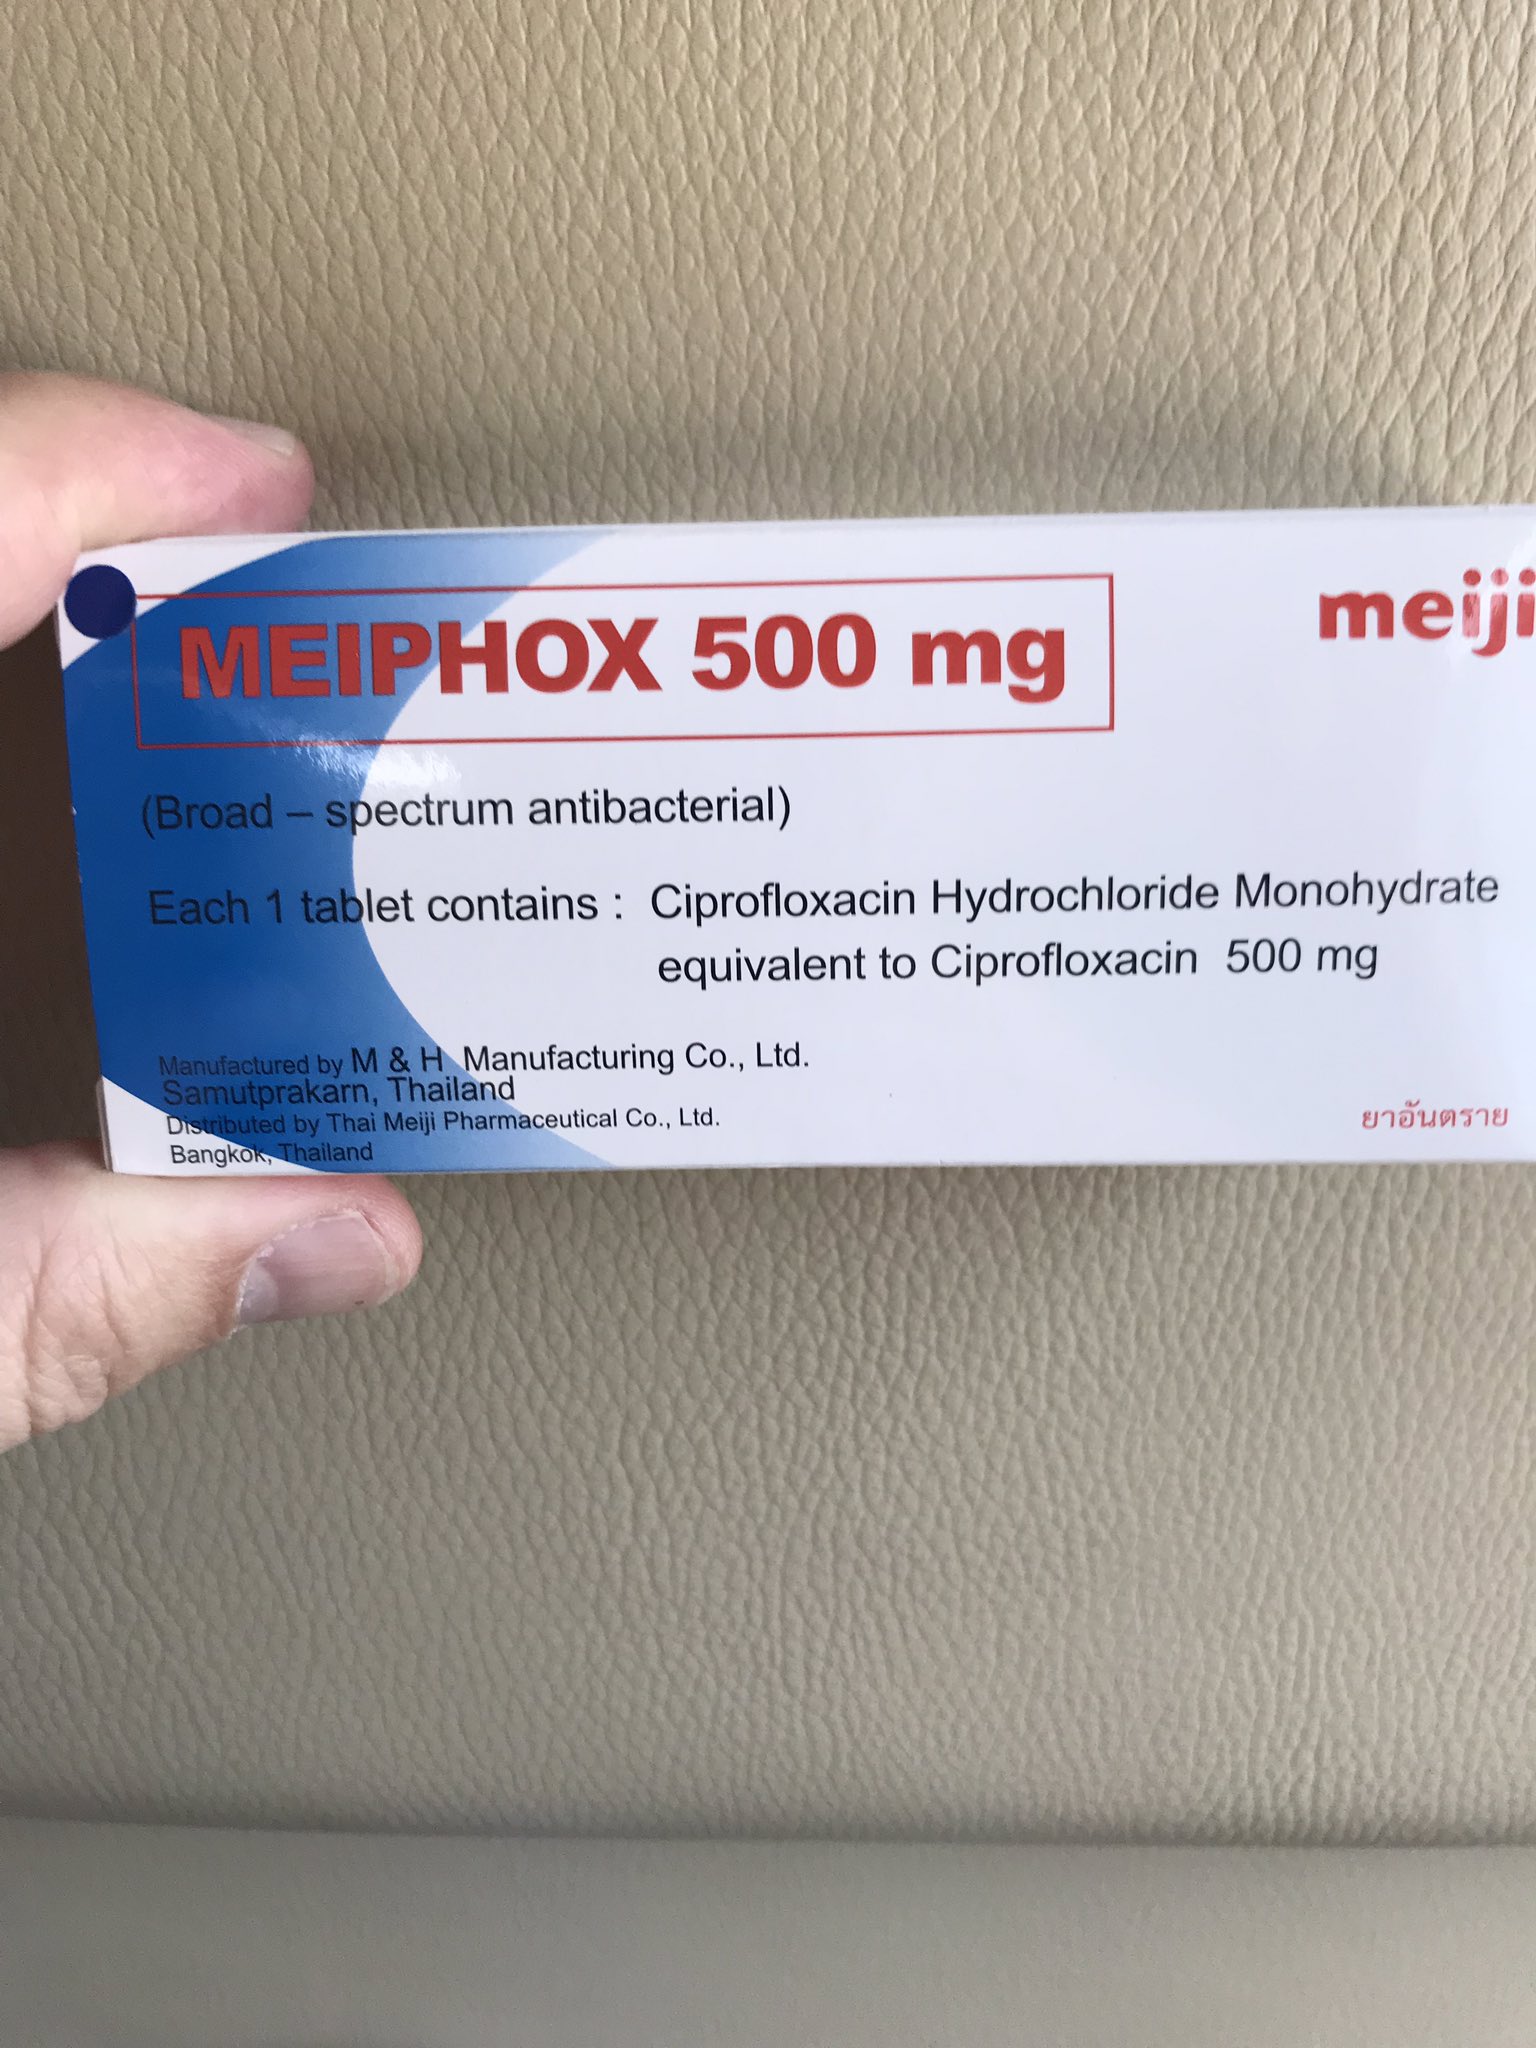 MEIPHOX 500 mg
meiji
(Broad – spectrum antibacterial)
Each 1 tablet contains : Ciprofloxacin Hydrochloride Monohydrate
equivalent to Ciprofloxacin 500 mg
Manufactured by M & H Manufacturing Co., Ltd.
Samutprakarn, Thailand
Distributed by Thai Meiji Pharmaceutical Co., Ltd.
Bangkok, Thailand
ยาอันตราย